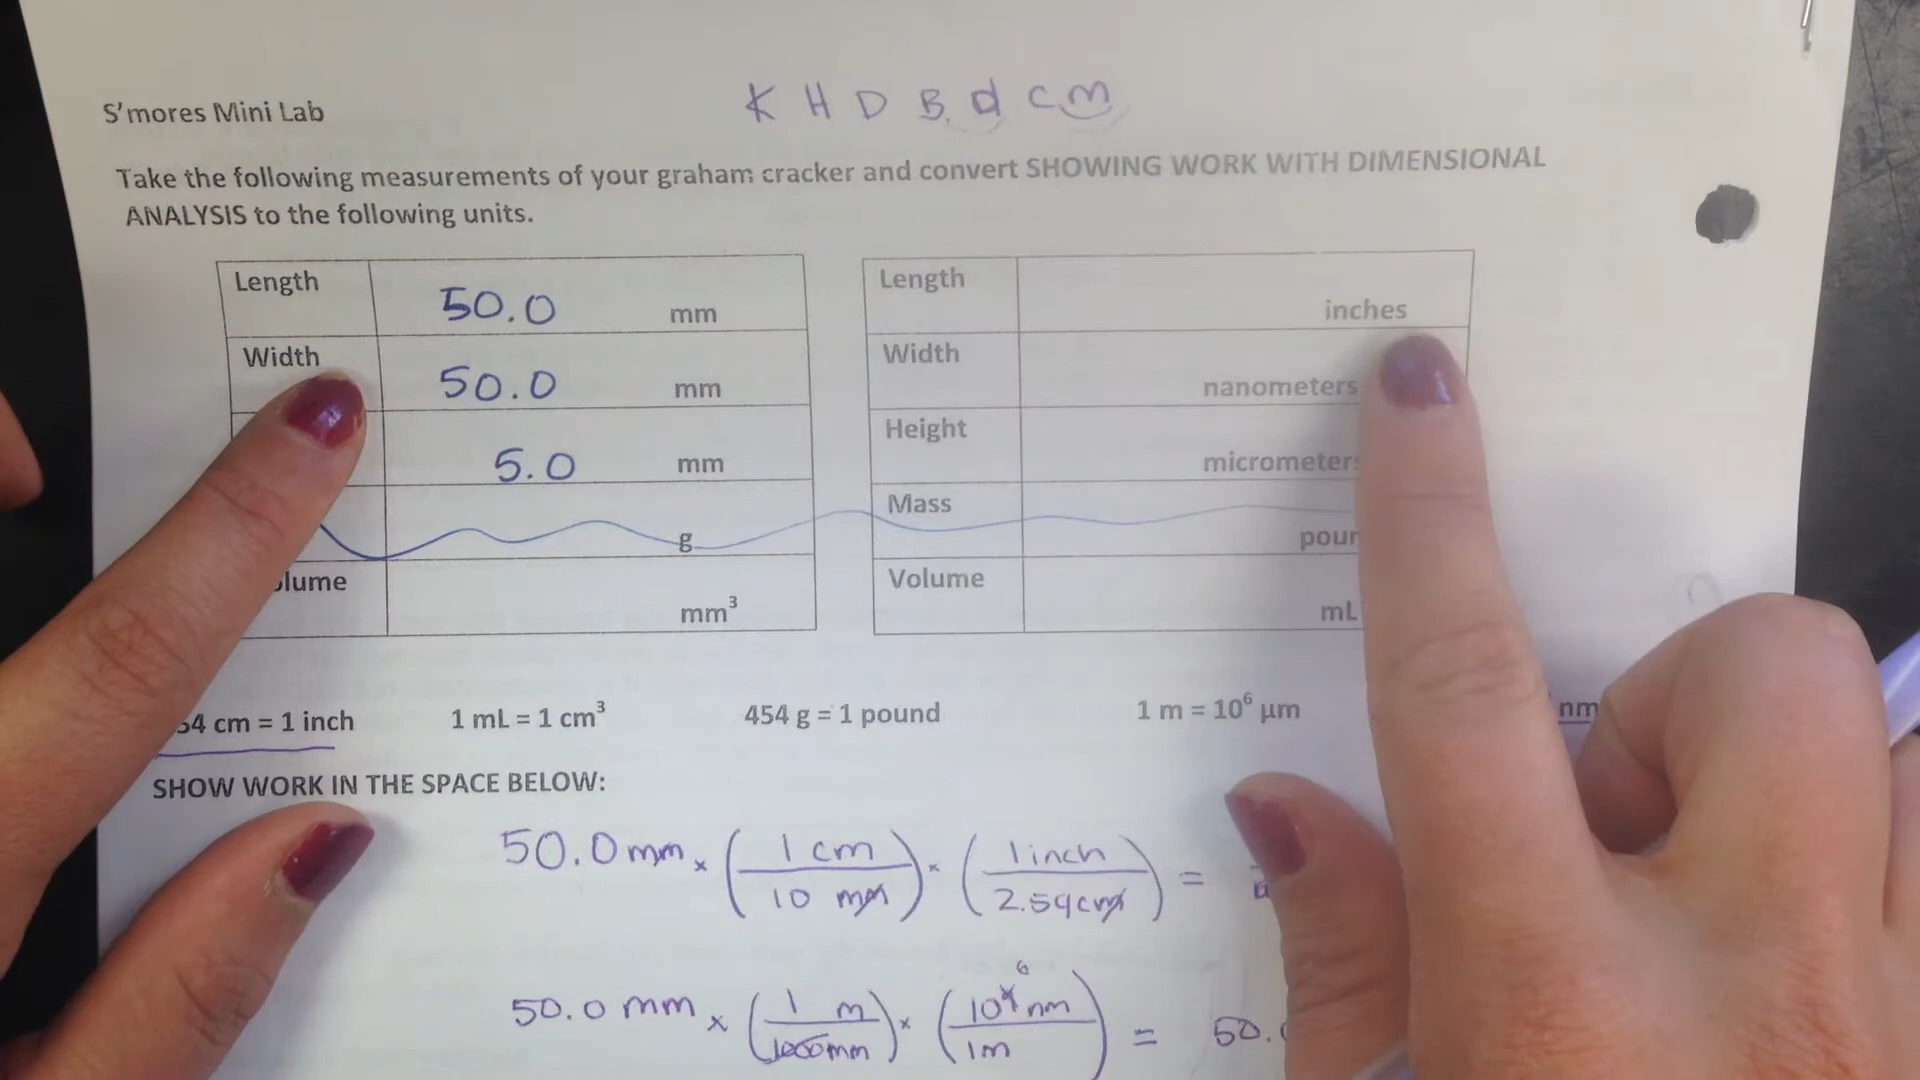 K H D B d c m
S'mores Mini Lab
Take the following measurements of your graham cracker and convert SHOWING WORK WITH DIMENSIONAL
ANALYSIS to the following units.
Length 50.0 mm
Width 50.0 mm
5.0 mm
g
lume mm³
Length inches
Width nanometers
Height micrometers
Mass pour
Volume mL
54 cm = 1 inch 1 mL = 1 cm³ 454 g = 1 pound 1 m = 10⁶ µm nm
SHOW WORK IN THE SPACE BELOW:
50.0 mm × (1 cm / 10 mm) × (1 inch / 2.54 cm) =
50.0 mm × (1 m / 1000 mm) × (10⁶ nm / 1m) = 50.